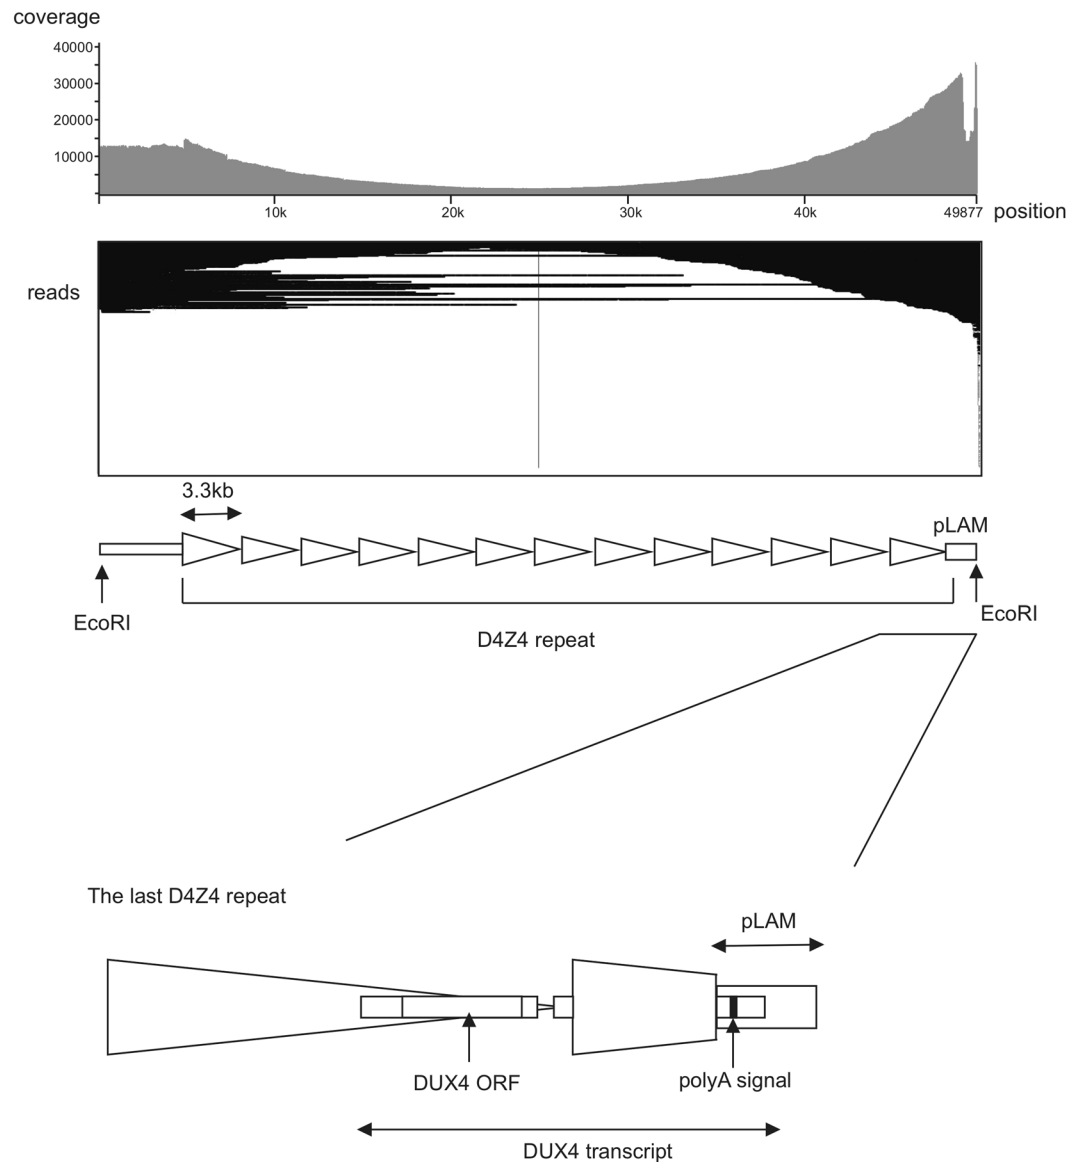 coverage
40000
30000
20000
10000
10k
20k
30k
40k
49877
position
reads
3.3kb
pLAM
EcoRI
EcoRI
D4Z4 repeat
The last D4Z4 repeat
pLAM
DUX4 ORF
polyA signal
DUX4 transcript